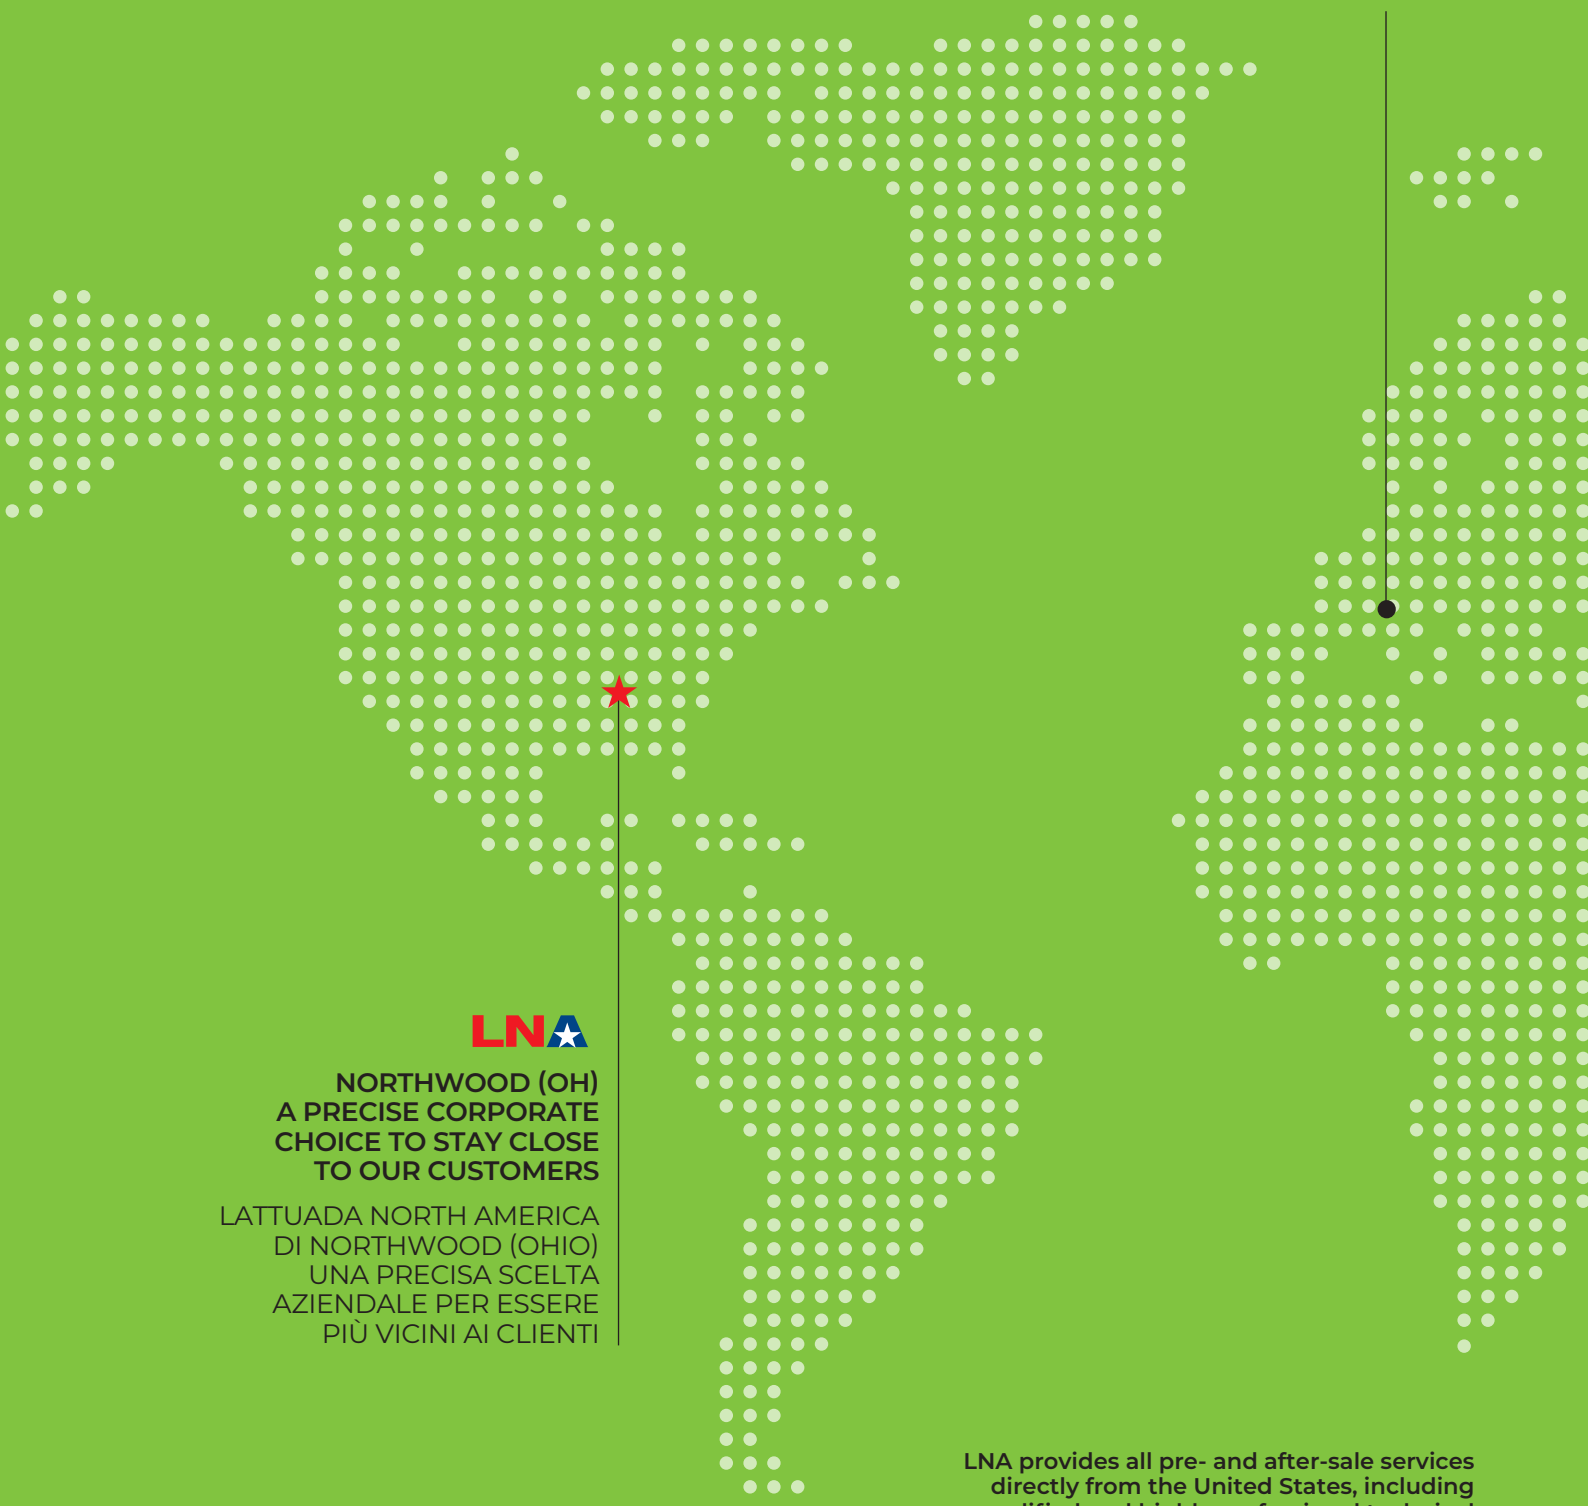 LNA
NORTHWOOD (OH)
A PRECISE CORPORATE
CHOICE TO STAY CLOSE
TO OUR CUSTOMERS
LATTUADA NORTH AMERICA
DI NORTHWOOD (OHIO)
UNA PRECISA SCELTA
AZIENDALE PER ESSERE
PIÙ VICINI AI CLIENTI
LNA provides all pre- and after-sale services
directly from the United States, including